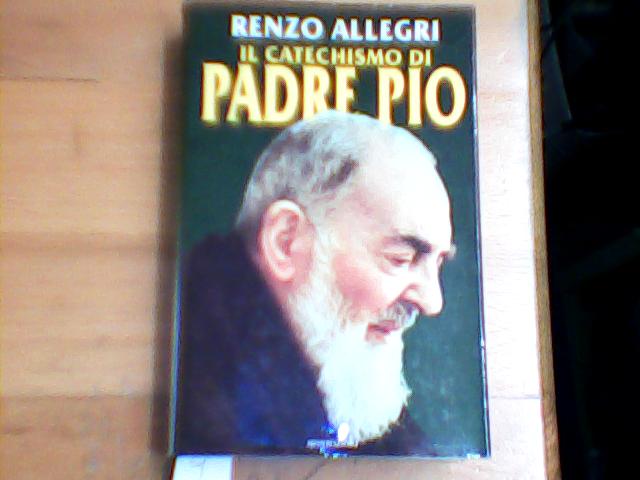 RENZO ALLEGRI
IL CATECHISMO DI
PADRE PIO